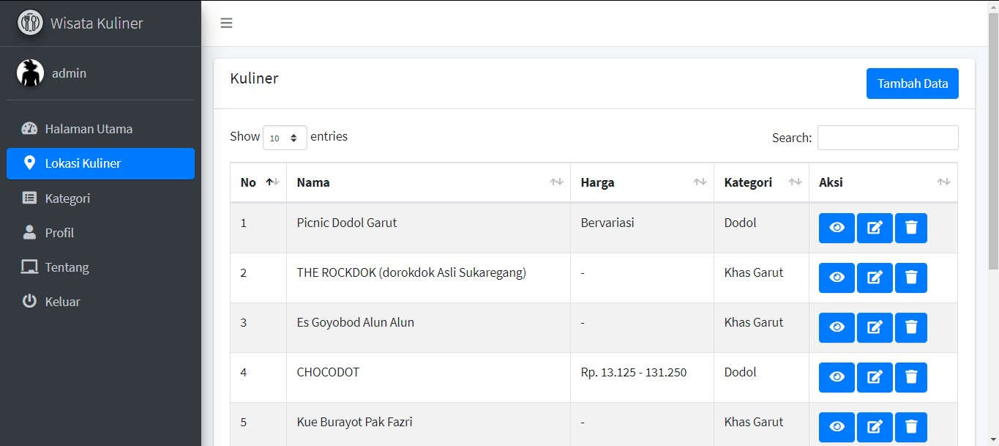 Wisata Kuliner
admin
Halaman Utama
Lokasi Kuliner
Kategori
Profil
Tentang
Keluar
Kuliner
Tambah Data
Show 10 entries
Search:
No Nama Harga Kategori Aksi
1 Picnic Dodol Garut Bervariasi Dodol
2 THE ROCKDOK (dorokdok Asli Sukaregang) - Khas Garut
3 Es Goyobod Alun Alun - Khas Garut
4 CHOCODOT Rp. 13.125 - 131.250 Dodol
5 Kue Burayot Pak Fazri - Khas Garut